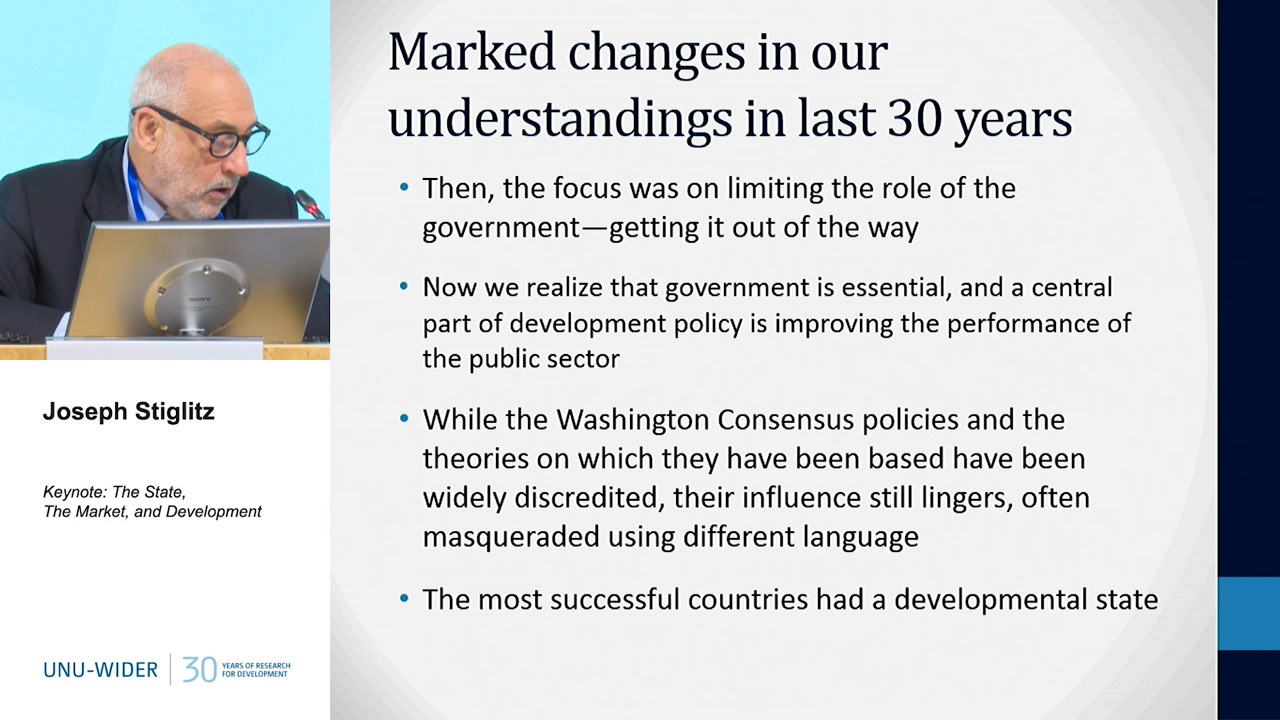 Marked changes in our
understandings in last 30 years
• Then, the focus was on limiting the role of the
government—getting it out of the way
• Now we realize that government is essential, and a central
part of development policy is improving the performance of
the public sector
• While the Washington Consensus policies and the
theories on which they have been based have been
widely discredited, their influence still lingers, often
masqueraded using different language
• The most successful countries had a developmental state
SONY
Joseph Stiglitz
Keynote: The State,
The Market, and Development
UNU-WIDER
30
YEARS OF RESEARCH
FOR DEVELOPMENT